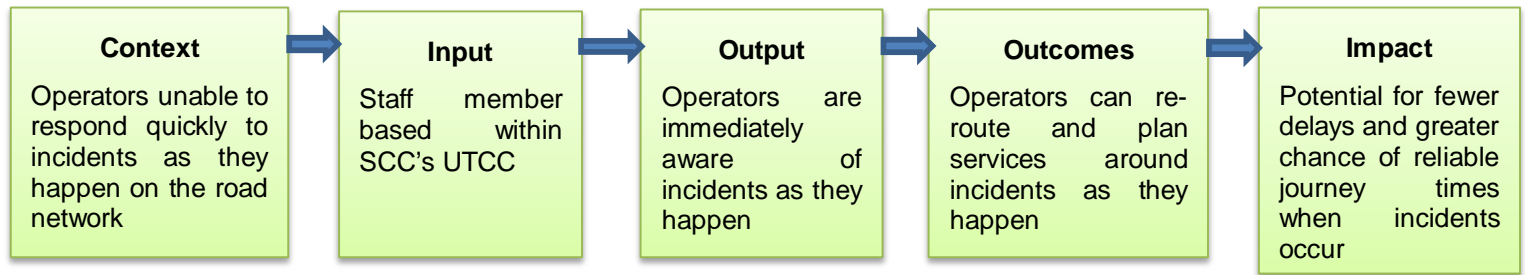 Context
Operators unable to
respond quickly to
incidents as they
happen on the road
network
Input
Staff member
based within
SCC's UTCC
Output
Operators are
immediately
aware of
incidents as they
happen
Outcomes
Operators can re-
route and plan
services around
incidents as they
happen
Impact
Potential for fewer
delays and greater
chance of reliable
journey times
when incidents
occur